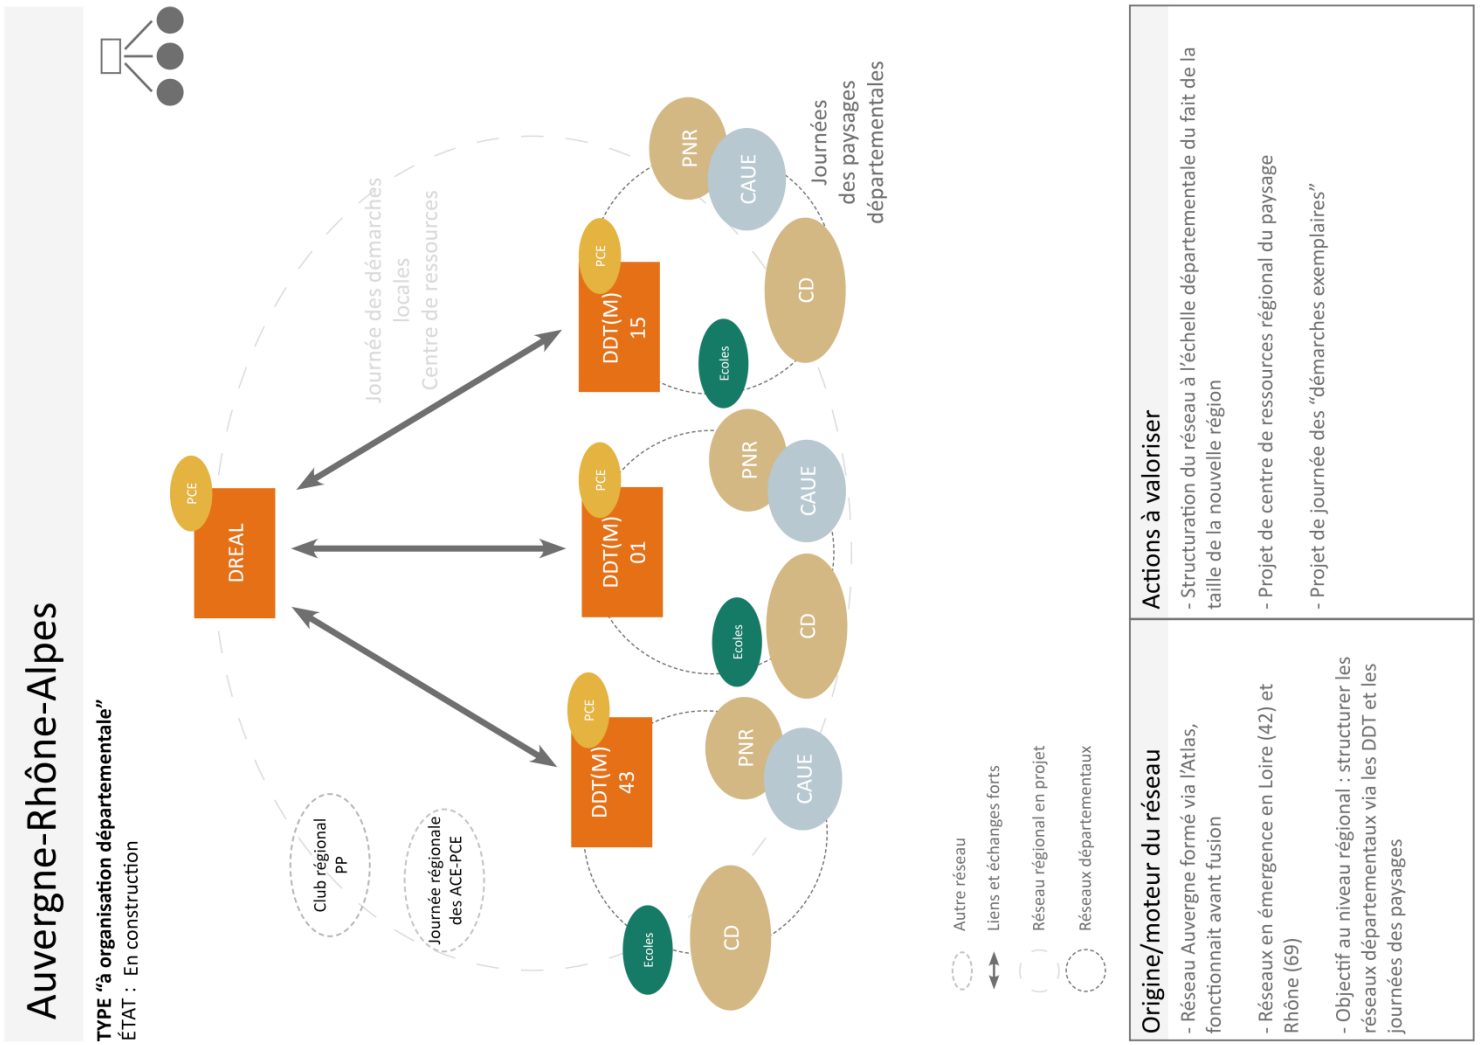 Auvergne-Rhône-Alpes
TYPE “à organisation départementale”
ÉTAT : En construction
PCE
DREAL
Club régional
PP
Journée régionale
des ACE-PCE
Journée des démarches
locales
Centre de ressources
PCE
DDT(M)
43
PCE
DDT(M)
01
PCE
DDT(M)
15
Ecoles
CD
CAUE
PNR
Ecoles
CD
CAUE
PNR
Ecoles
CD
CAUE
PNR
Journées
des paysages
départementales
Autre réseau
Liens et échanges forts
Réseau régional en projet
Réseaux départementaux
Origine/moteur du réseau
- Réseau Auvergne formé via l’Atlas,
fonctionnait avant fusion
- Réseaux en émergence en Loire (42) et
Rhône (69)
- Objectif au niveau régional : structurer les
réseaux départementaux via les DDT et les
journées des paysages
Actions à valoriser
- Structuration du réseau à l’échelle départementale du fait de la
taille de la nouvelle région
- Projet de centre de ressources régional du paysage
- Projet de journée des “démarches exemplaires”